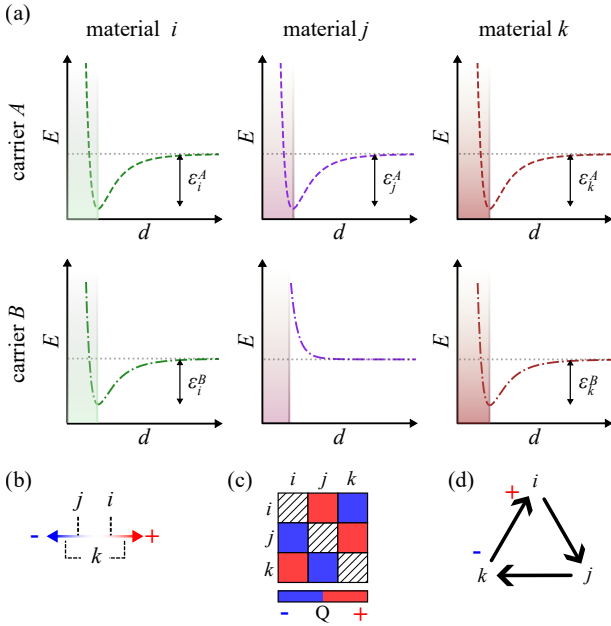 (a)
material i
material j
material k
carrier A
E
ε_i^A
d
E
ε_j^A
d
E
ε_k^A
d
carrier B
E
ε_i^B
d
E
d
E
ε_k^B
d
(b)
j i
- +
k
(c)
i j k
i
j
k
- Q +
(d)
+ i
-
k j